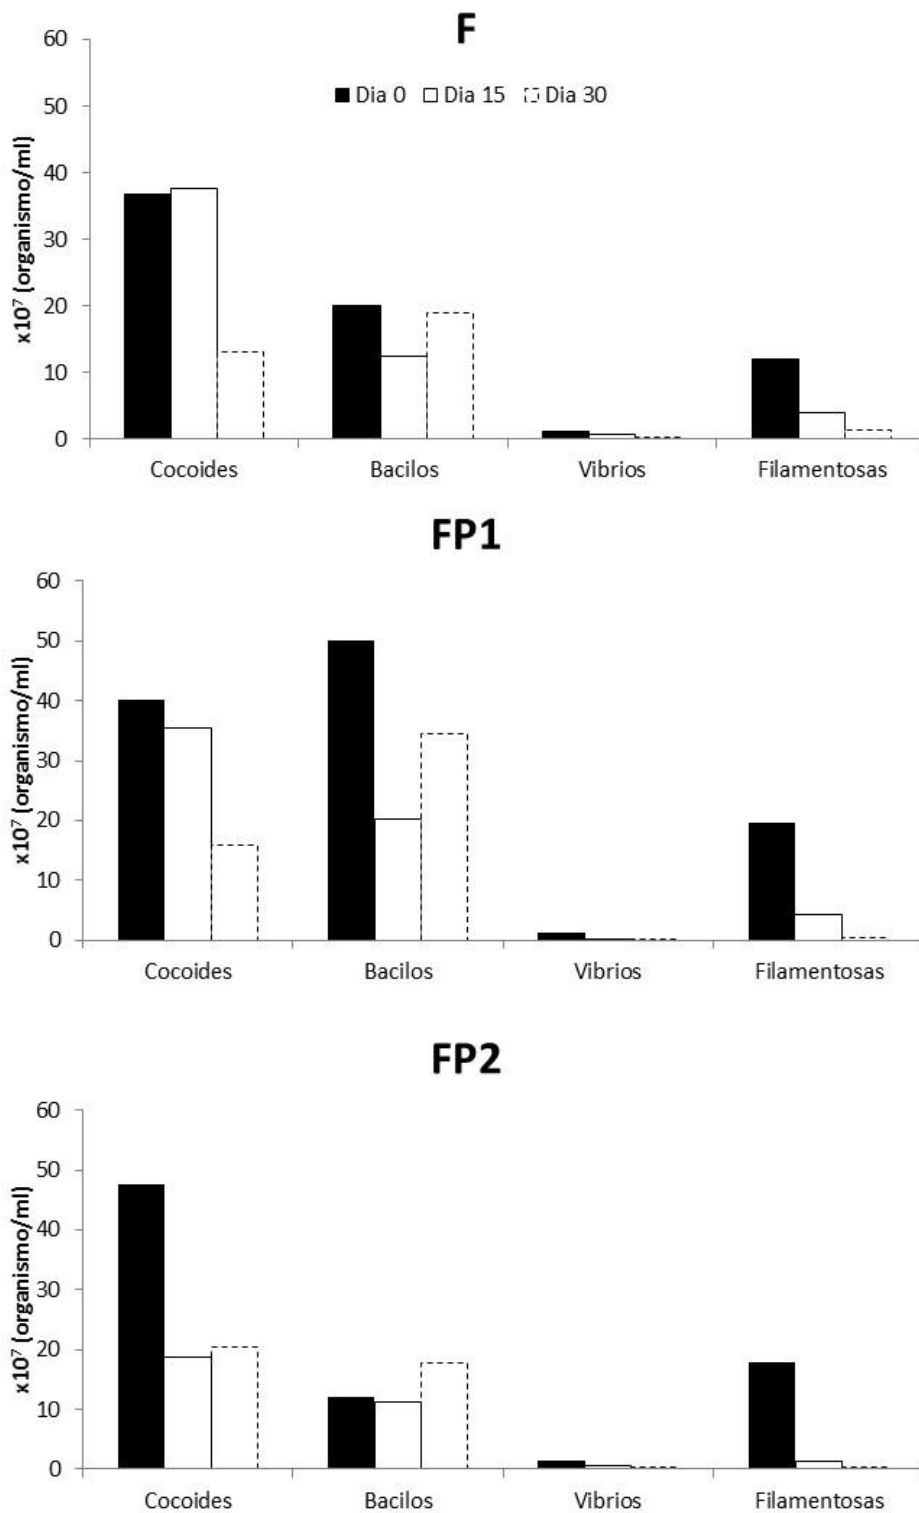 F
Dia 0 Dia 15 Dia 30
x10⁷ (organismo/ml)
60
50
40
30
20
10
0
Cocoides Bacilos Vibrios Filamentosas
FP1
x10⁷ (organismo/ml)
60
50
40
30
20
10
0
Cocoides Bacilos Vibrios Filamentosas
FP2
x10⁷ (organismo/ml)
60
50
40
30
20
10
0
Cocoides Bacilos Vibrios Filamentosas